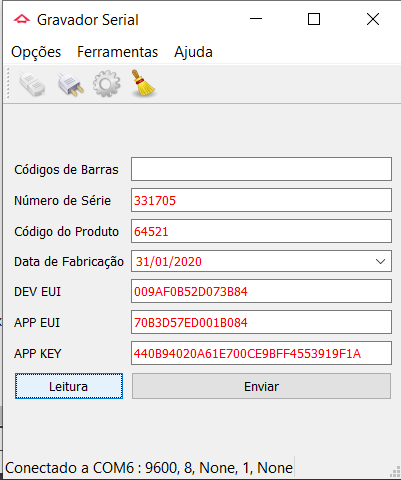 Gravador Serial
Opções Ferramentas Ajuda
Códigos de Barras
Número de Série 331705
Código do Produto 64521
Data de Fabricação 31/01/2020
DEV EUI 009AF0B52D073B84
APP EUI 70B3D57ED001B084
APP KEY 440B94020A61E700CE9BFF4553919F1A
Leitura Enviar
Conectado a COM6 : 9600, 8, None, 1, None